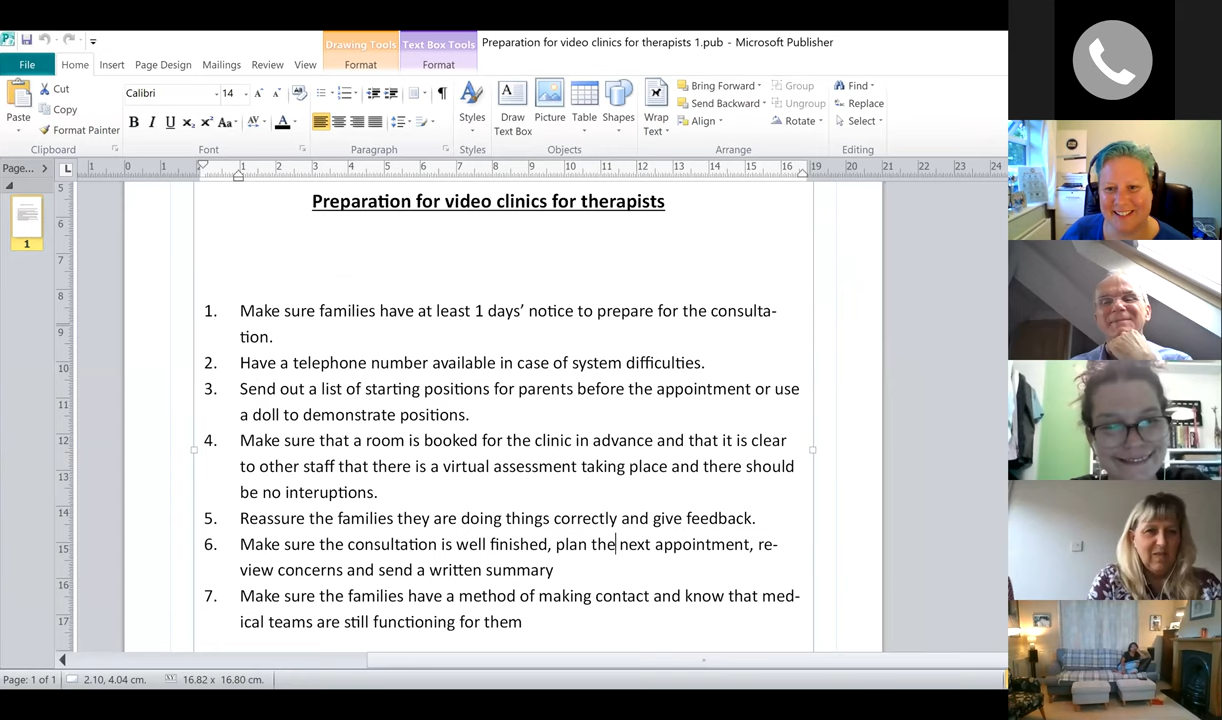 Preparation for video clinics for therapists 1.pub - Microsoft Publisher
Drawing Tools
Text Box Tools
File
Home
Insert
Page Design
Mailings
Review
View
Format
Format
Paste
Cut
Copy
Format Painter
Clipboard
Calibri
14
Font
Paragraph
Styles
Styles
Draw
Text Box
Picture
Table
Shapes
Objects
Wrap
Text
Bring Forward
Send Backward
Align
Group
Ungroup
Rotate
Arrange
Find
Replace
Select
Editing
Page...
1
Preparation for video clinics for therapists
1. Make sure families have at least 1 days’ notice to prepare for the consulta-
tion.
2. Have a telephone number available in case of system difficulties.
3. Send out a list of starting positions for parents before the appointment or use
a doll to demonstrate positions.
4. Make sure that a room is booked for the clinic in advance and that it is clear
to other staff that there is a virtual assessment taking place and there should
be no interuptions.
5. Reassure the families they are doing things correctly and give feedback.
6. Make sure the consultation is well finished, plan the next appointment, re-
view concerns and send a written summary
7. Make sure the families have a method of making contact and know that med-
ical teams are still functioning for them
Page: 1 of 1
2.10, 4.04 cm.
16.82 x 16.80 cm.